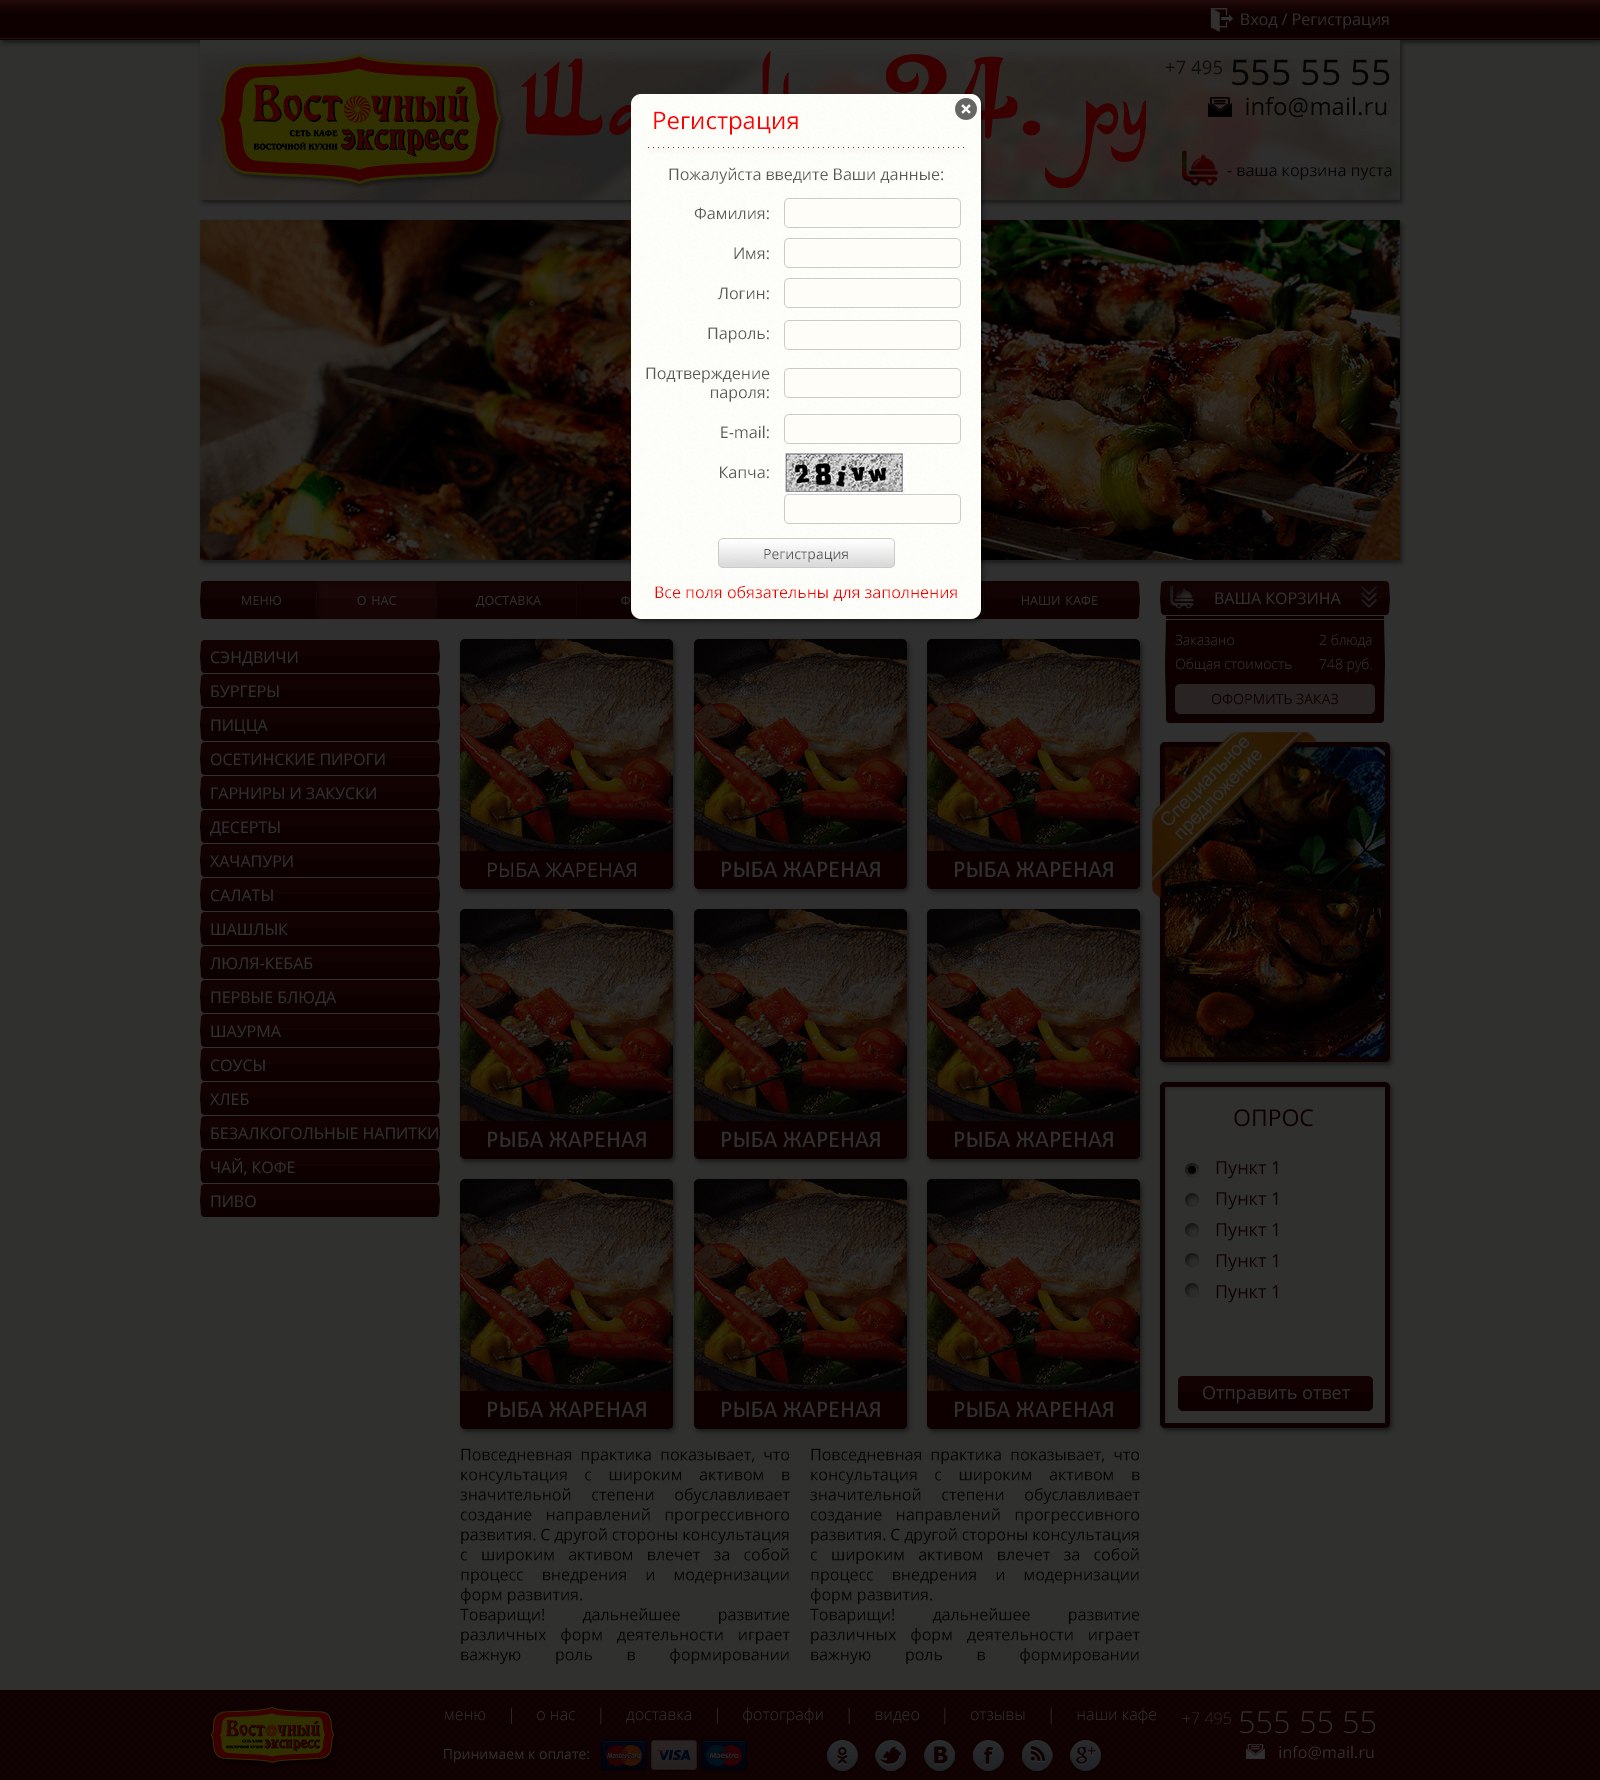 Вход / Регистрация
Восточный
сеть кафе
восточной кухни
экспресс
24. ру
+7 495 555 55 55
info@mail.ru
- ваша корзина пуста
Регистрация
Пожалуйста введите Ваши данные:
Фамилия:
Имя:
Логин:
Пароль:
Подтверждение
пароля:
E-mail:
Капча:
28ivw
Регистрация
Все поля обязательны для заполнения
МЕНЮ
О НАС
ДОСТАВКА
НАШИ КАФЕ
ВАША КОРЗИНА
Заказано 2 блюда
Общая стоимость 748 руб.
ОФОРМИТЬ ЗАКАЗ
СЭНДВИЧИ
БУРГЕРЫ
ПИЦЦА
ОСЕТИНСКИЕ ПИРОГИ
ГАРНИРЫ И ЗАКУСКИ
ДЕСЕРТЫ
ХАЧАПУРИ
САЛАТЫ
ШАШЛЫК
ЛЮЛЯ-КЕБАБ
ПЕРВЫЕ БЛЮДА
ШАУРМА
СОУСЫ
ХЛЕБ
БЕЗАЛКОГОЛЬНЫЕ НАПИТКИ
ЧАЙ, КОФЕ
ПИВО
РЫБА ЖАРЕНАЯ
РЫБА ЖАРЕНАЯ
РЫБА ЖАРЕНАЯ
РЫБА ЖАРЕНАЯ
РЫБА ЖАРЕНАЯ
РЫБА ЖАРЕНАЯ
РЫБА ЖАРЕНАЯ
РЫБА ЖАРЕНАЯ
РЫБА ЖАРЕНАЯ
Специальное
предложение
ОПРОС
Пункт 1
Пункт 1
Пункт 1
Пункт 1
Пункт 1
Отправить ответ
Повседневная практика показывает, что
консультация с широким активом в
значительной степени обуславливает
создание направлений прогрессивного
развития. С другой стороны консультация
с широким активом влечет за собой
процесс внедрения и модернизации
форм развития.
Товарищи! дальнейшее развитие
различных форм деятельности играет
важную роль в формировании
Повседневная практика показывает, что
консультация с широким активом в
значительной степени обуславливает
создание направлений прогрессивного
развития. С другой стороны консультация
с широким активом влечет за собой
процесс внедрения и модернизации
форм развития.
Товарищи! дальнейшее развитие
различных форм деятельности играет
важную роль в формировании
Восточный
экспресс
меню | о нас | доставка | фотографи | видео | отзывы | наши кафе
Принимаем к оплате:
VISA
Maestro
+7 495 555 55 55
info@mail.ru